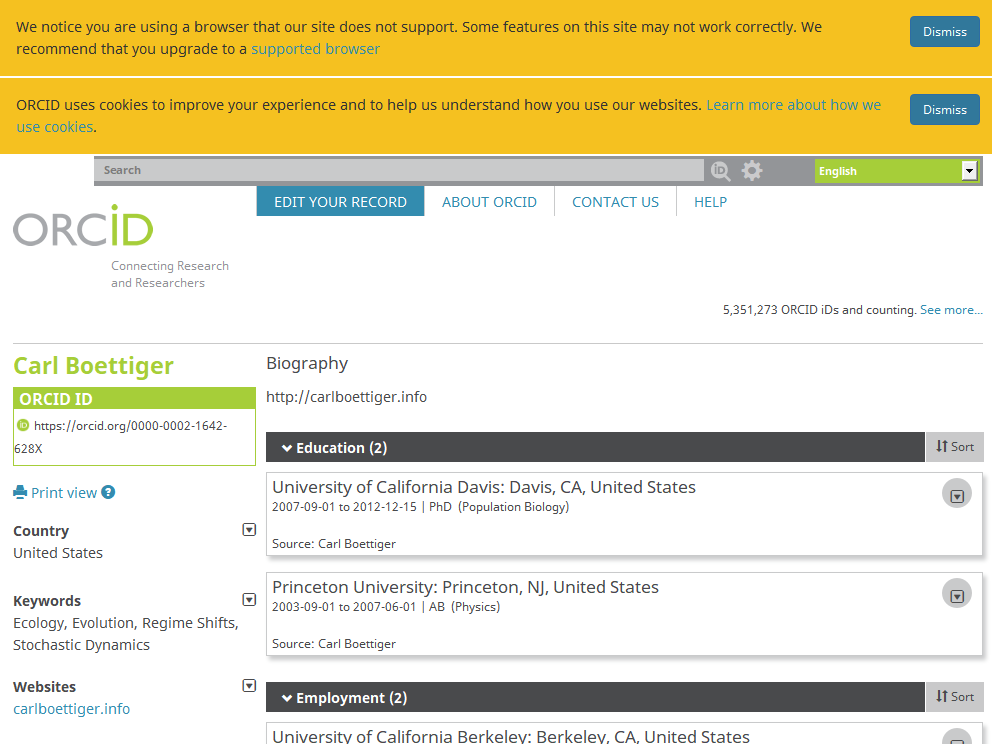 We notice you are using a browser that our site does not support. Some features on this site may not work correctly. We
recommend that you upgrade to a supported browser
Dismiss
ORCID uses cookies to improve your experience and to help us understand how you use our websites. Learn more about how we
use cookies.
Dismiss
Search
iD
English
ORCID
Connecting Research
and Researchers
EDIT YOUR RECORD
ABOUT ORCID
CONTACT US
HELP
5,351,273 ORCID iDs and counting. See more...
Carl Boettiger
ORCID ID
iD https://orcid.org/0000-0002-1642-
628X
Print view ?
Country
United States
Keywords
Ecology, Evolution, Regime Shifts,
Stochastic Dynamics
Websites
carlboettiger.info
Biography
http://carlboettiger.info
Education (2)
Sort
University of California Davis: Davis, CA, United States
2007-09-01 to 2012-12-15 | PhD (Population Biology)
Source: Carl Boettiger
Princeton University: Princeton, NJ, United States
2003-09-01 to 2007-06-01 | AB (Physics)
Source: Carl Boettiger
Employment (2)
Sort
University of California Berkeley: Berkeley, CA, United States